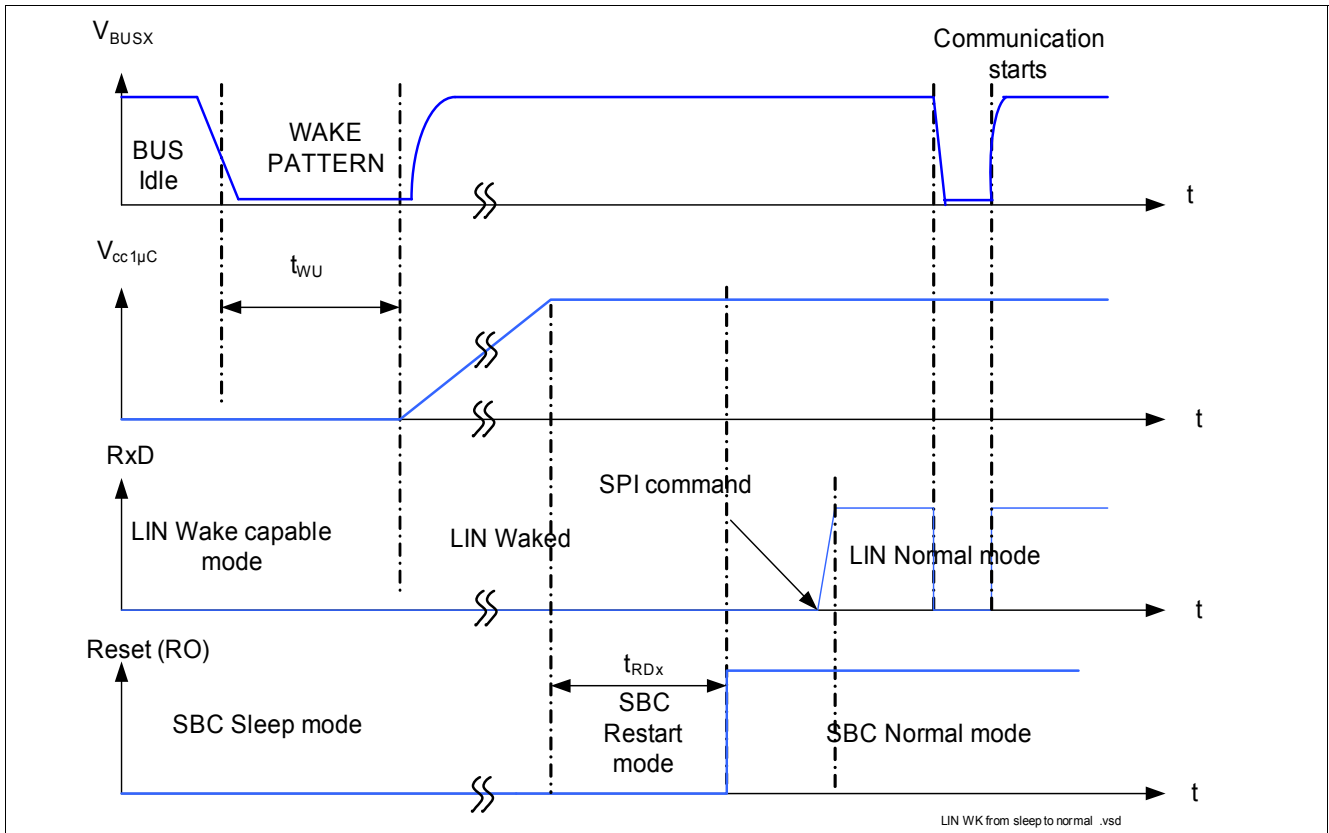 V_BUSX
Communication
starts
WAKE
PATTERN
BUS
Idle
t
V_cc1µC
t_WU
t
RxD
SPI command
LIN Wake capable
mode
LIN Waked
LIN Normal mode
t
Reset (RO)
t_RDx
SBC Sleep mode
SBC
Restart
mode
SBC Normal mode
t
LIN WK from sleep to normal .vsd